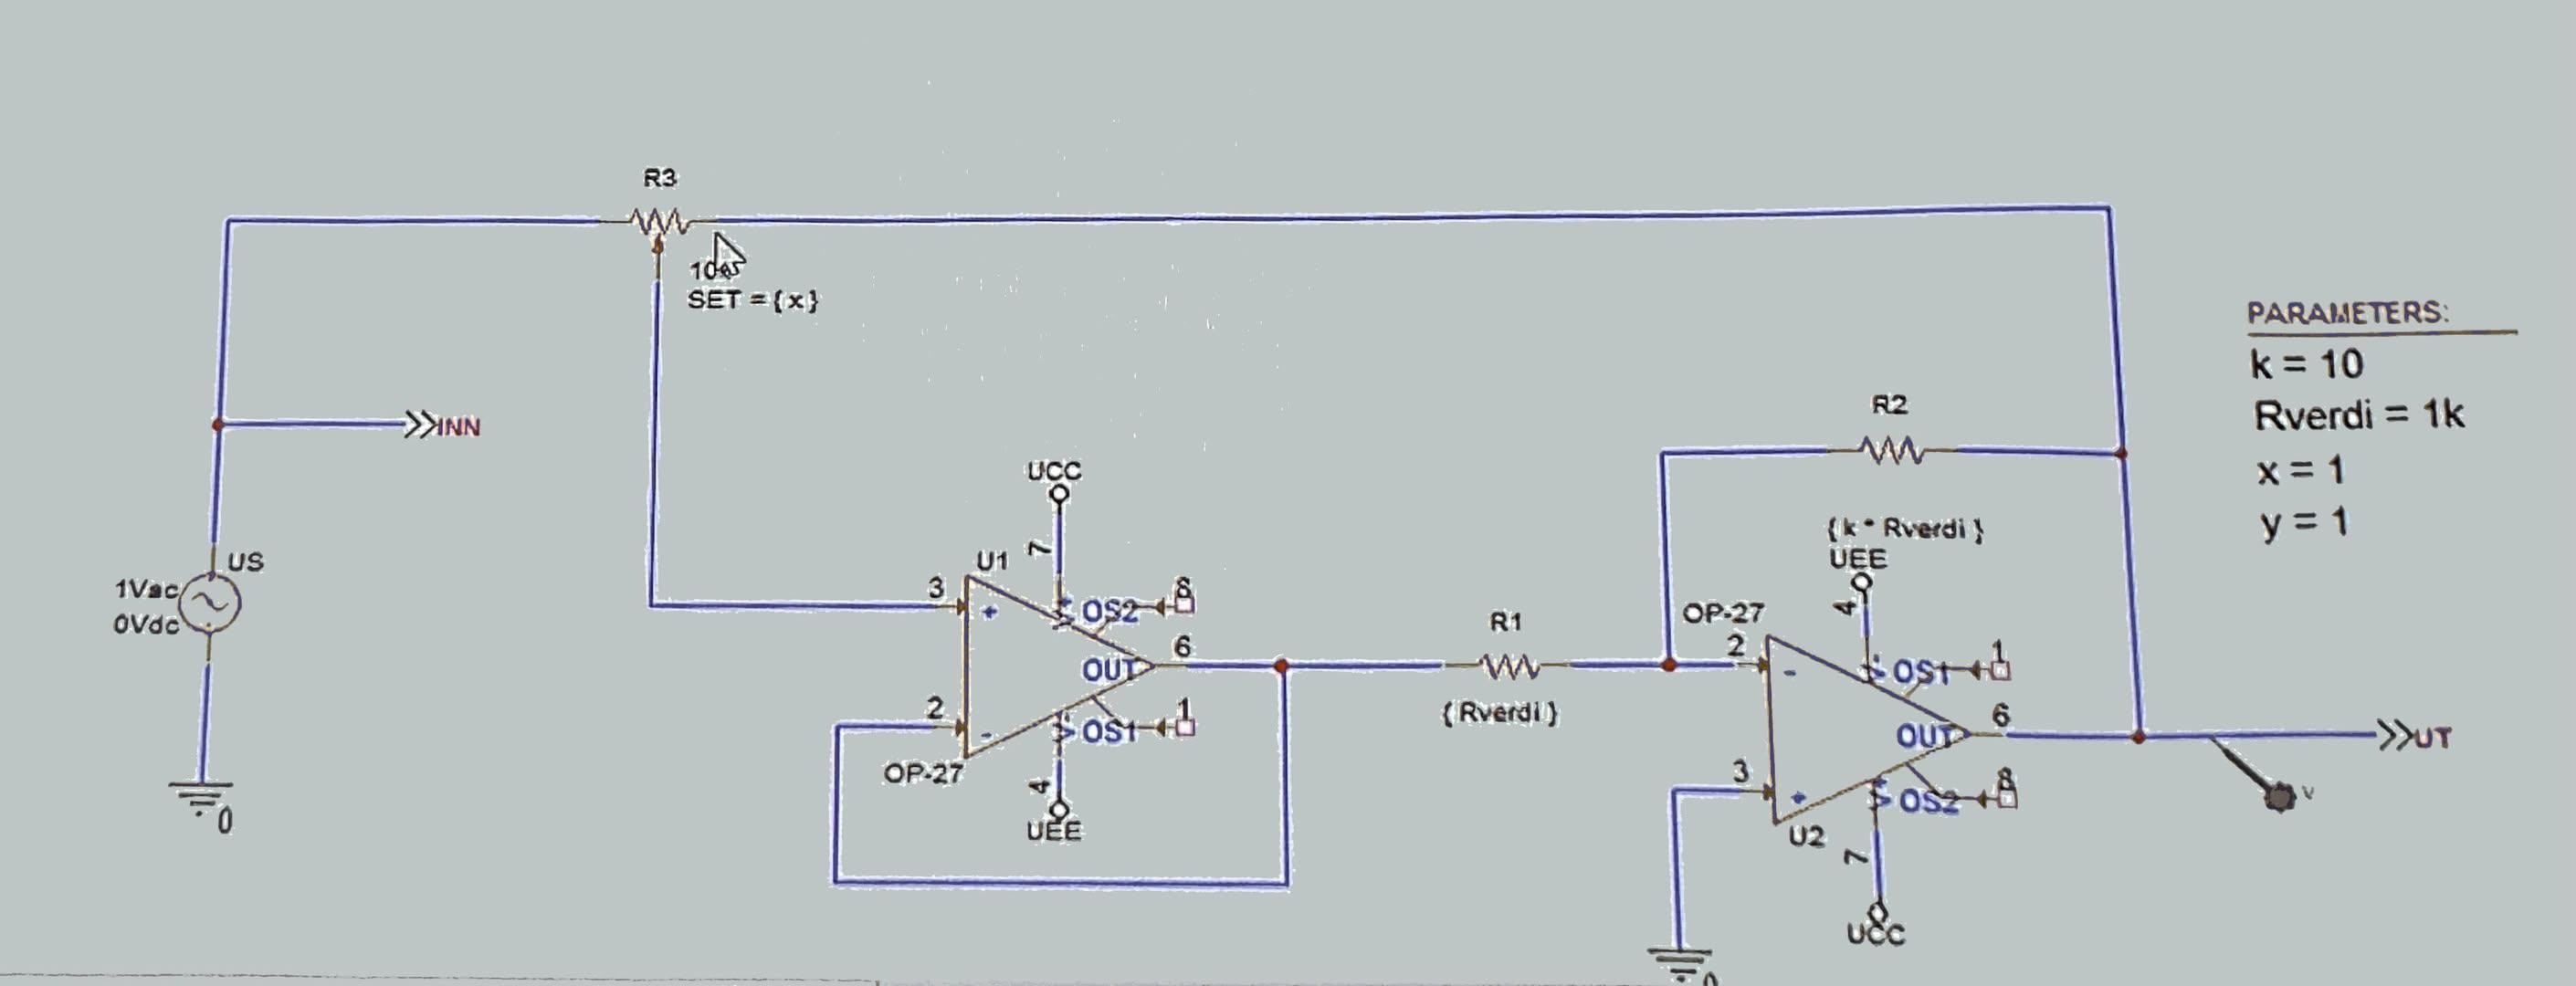 R3
SET = {x}
PARAMETERS:
k = 10
Rverdi = 1k
x = 1
y = 1
INN
R2
{ k * Rverdi }
UCC
7
UEE
4
US
1Vac
0Vdc
U1
3
+
OS2
8
OUT
6
2
-
OS1
1
OP-27
4
UEE
R1
{ Rverdi }
OP-27
2
-
OS1
1
OUT
6
UT
V
3
+
OS2
8
U2
7
UCC
0
0